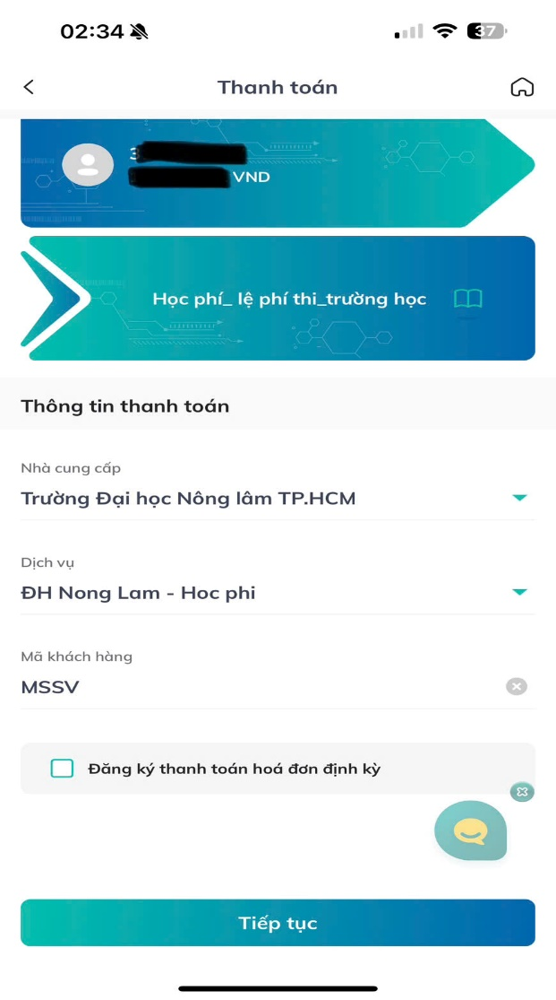 02:34
37
Thanh toán
3
VND
Học phí_ lệ phí thi_trường học
Thông tin thanh toán
Nhà cung cấp
Trường Đại học Nông lâm TP.HCM
Dịch vụ
ĐH Nong Lam - Hoc phi
Mã khách hàng
MSSV
Đăng ký thanh toán hoá đơn định kỳ
Tiếp tục